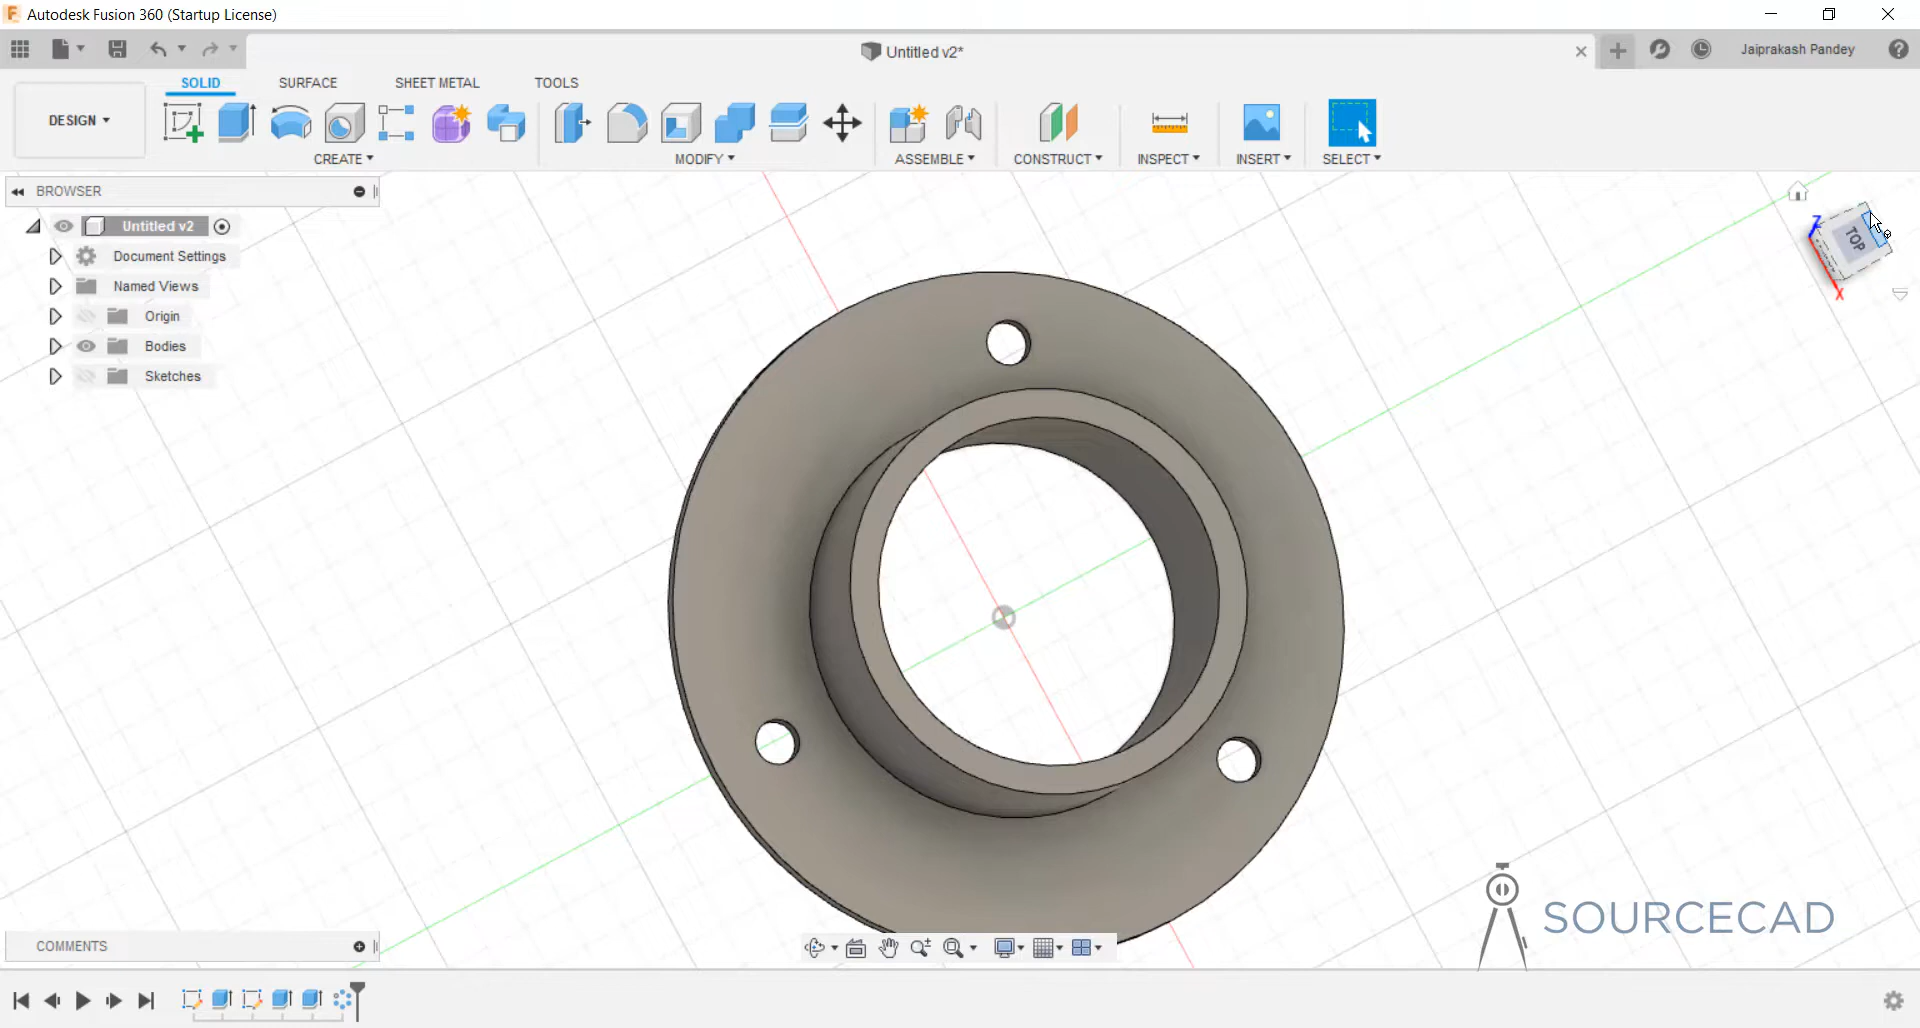 Autodesk Fusion 360 (Startup License)
Untitled v2*
Jaiprakash Pandey
SOLID SURFACE SHEET METAL TOOLS
DESIGN
CREATE MODIFY ASSEMBLE CONSTRUCT INSPECT INSERT SELECT
BROWSER
Untitled v2
Document Settings
Named Views
Origin
Bodies
Sketches
Z
TOP
X
SOURCECAD
COMMENTS